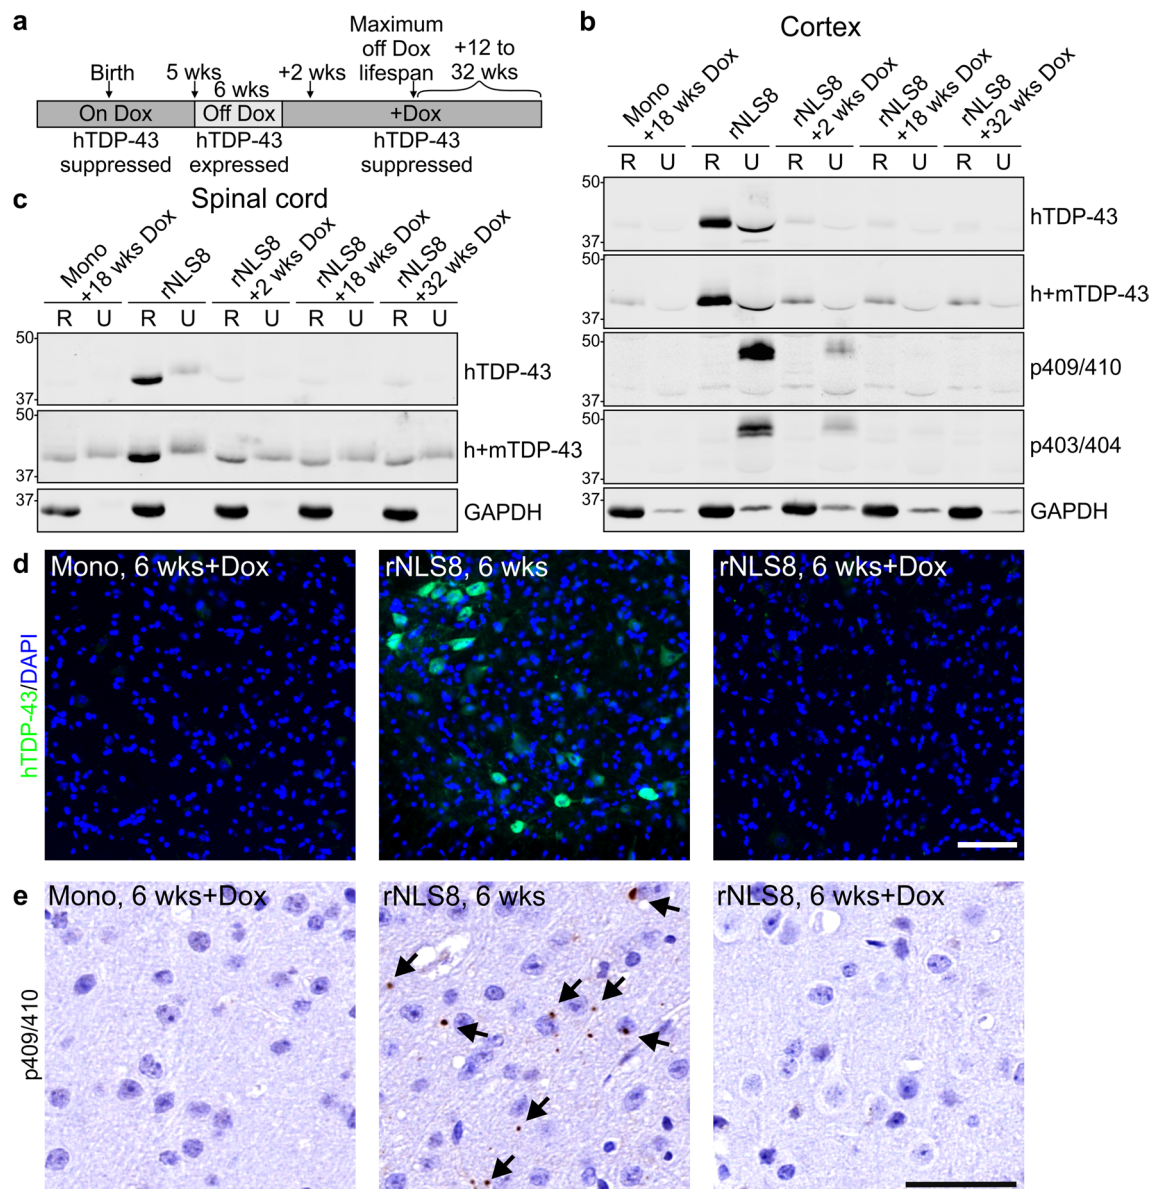 a
Birth
5 wks
6 wks
+2 wks
Maximum
off Dox
lifespan
+12 to
32 wks
On Dox
Off Dox
+Dox
hTDP-43
suppressed
hTDP-43
expressed
hTDP-43
suppressed
b
Cortex
Mono
+18 wks Dox
rNLS8
rNLS8
+2 wks Dox
rNLS8
+18 wks Dox
rNLS8
+32 wks Dox
R U R U R U R U R U
50
37
hTDP-43
50
37
h+mTDP-43
50
37
p409/410
50
37
p403/404
37
GAPDH
c
Spinal cord
Mono
+18 wks Dox
rNLS8
rNLS8
+2 wks Dox
rNLS8
+18 wks Dox
rNLS8
+32 wks Dox
R U R U R U R U R U
50
37
hTDP-43
50
37
h+mTDP-43
37
GAPDH
d
hTDP-43/DAPI
Mono, 6 wks+Dox
rNLS8, 6 wks
rNLS8, 6 wks+Dox
e
p409/410
Mono, 6 wks+Dox
rNLS8, 6 wks
rNLS8, 6 wks+Dox